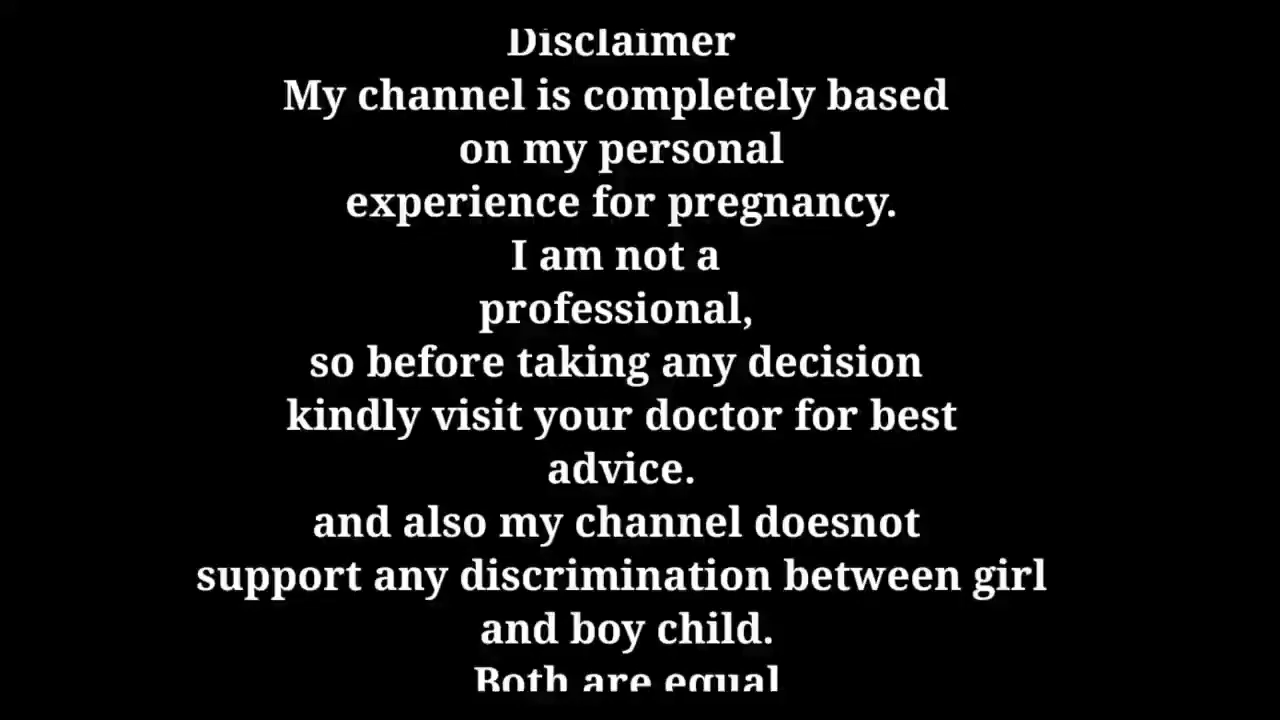 Disclaimer
My channel is completely based
on my personal
experience for pregnancy.
I am not a
professional,
so before taking any decision
kindly visit your doctor for best
advice.
and also my channel doesnot
support any discrimination between girl
and boy child.
Both are equal